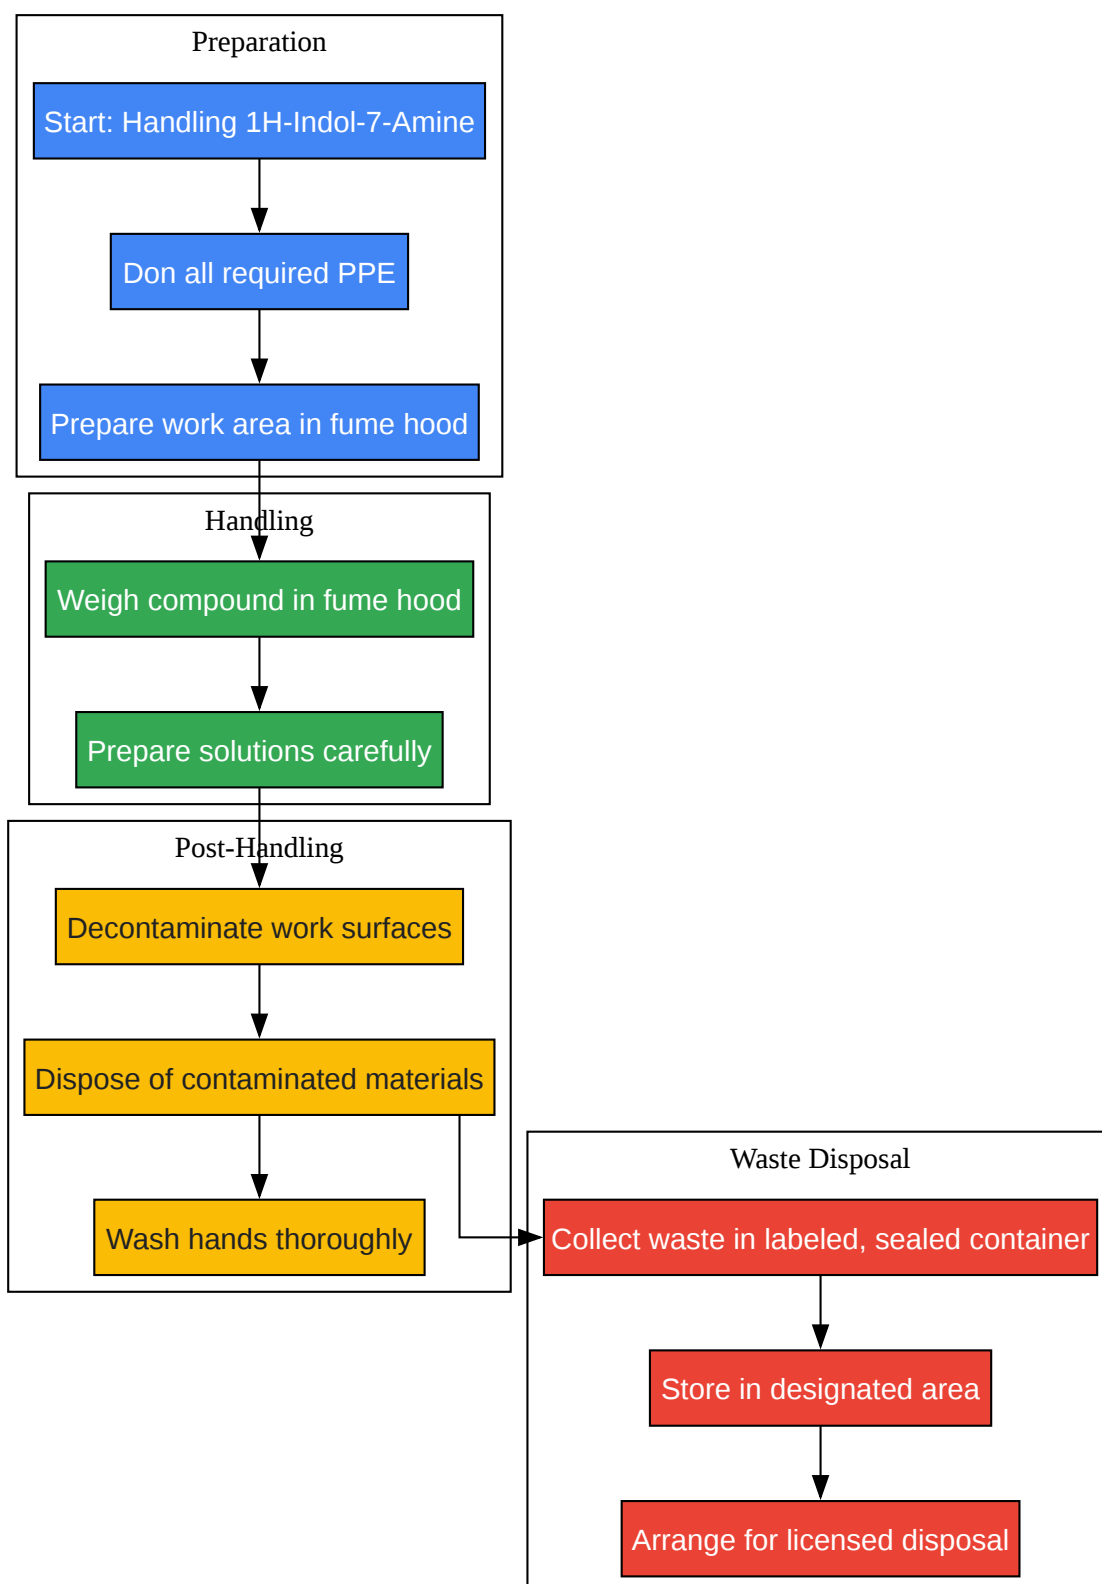 Preparation
Start: Handling 1H-Indol-7-Amine
Don all required PPE
Prepare work area in fume hood
Handling
Weigh compound in fume hood
Prepare solutions carefully
Post-Handling
Decontaminate work surfaces
Dispose of contaminated materials
Wash hands thoroughly
Waste Disposal
Collect waste in labeled, sealed container
Store in designated area
Arrange for licensed disposal